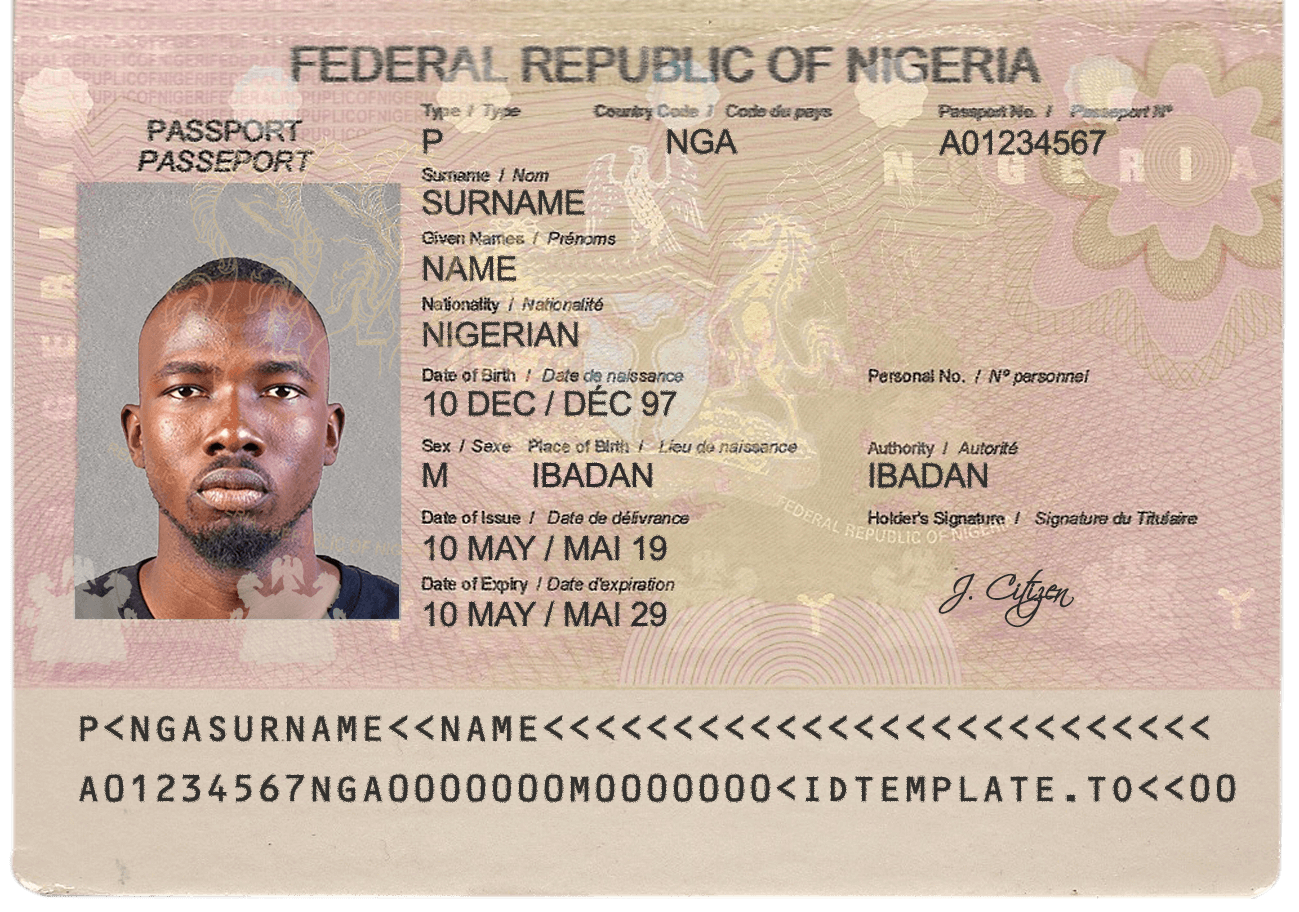 FEDERAL REPUBLIC OF NIGERIA
PASSPORT
PASSEPORT
Type / Type Country Code / Code du pays Passport No. / Passeport N°
P NGA A01234567
N G E R I A
Surname / Nom
SURNAME
Given Names / Prénoms
NAME
Nationality / Nationalité
NIGERIAN
Date of Birth / Date de naissance Personal No. / N° personnel
10 DEC / DÉC 97
Sex / Saxe Place of Birth / Lieu de naissance Authority / Autorité
M IBADAN IBADAN
FEDERAL REPUBLIC OF NIGERIA
Date of Issue / Date de délivrance Holder's Signature / Signature du Titulaire
10 MAY / MAI 19
Date of Expiry / Date d'expiration
10 MAY / MAI 29
J. Citizen
P<NGASURNAME<<NAME<<<<<<<<<<<<<<<<<<<<<<<<<<
A01234567NGA0000000M0000000<IDTEMPLATE.TO<<00